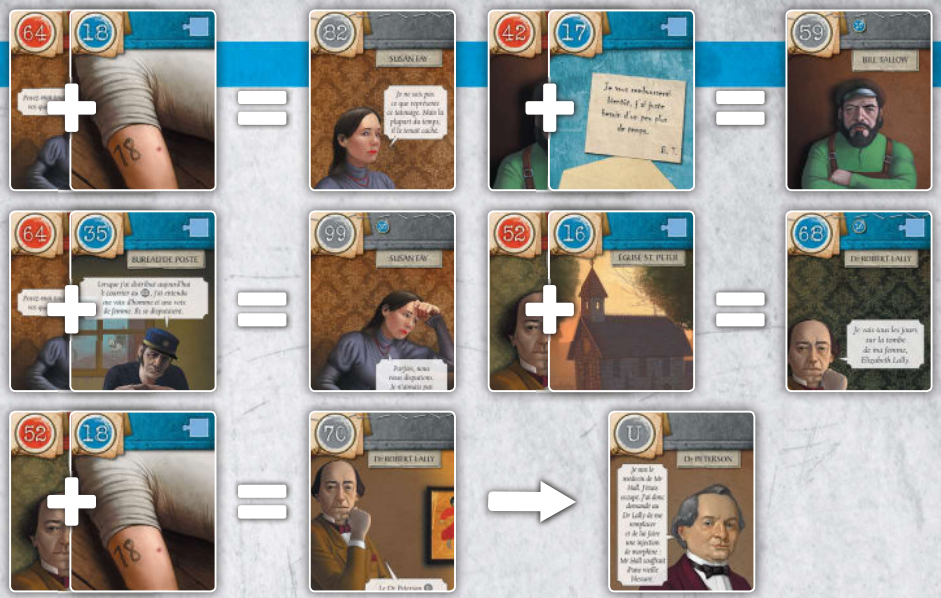 64
18
78
82
SUSAN FAY
Je ne sais pas
ce que représente
ce tatouage. Mais la
plupart du temps,
il le tenait caché.
42
17
Je vous rembourserai
bientôt, j'ai juste
besoin d'un peu plus
de temps.
B. T.
59
BILL TALLOW
64
35
BUREAU DE POSTE
Lorsque j'ai distribué aujourd'hui
le courrier au
, j'ai entendu
une voix d'homme et une voix
de femme. Ils se disputaient.
99
SUSAN FAY
Parfois, nous
nous disputions.
Je n'aimais pas
52
16
ÉGLISE ST. PETER
68
Dr ROBERT LALLY
Je vais tous les jours
sur la tombe
de ma femme,
Elizabeth Lally.
52
18
78
70
Dr ROBERT LALLY
Le Dr Peterson
U
Dr PETERSON
Je suis le
médecin de Mr
Hall. J'étais
occupé, j'ai donc
demandé au
Dr Lally de me
remplacer
et de lui faire
une injection
de morphine :
Mr Hall souffrait
d'une vieille
blessure.